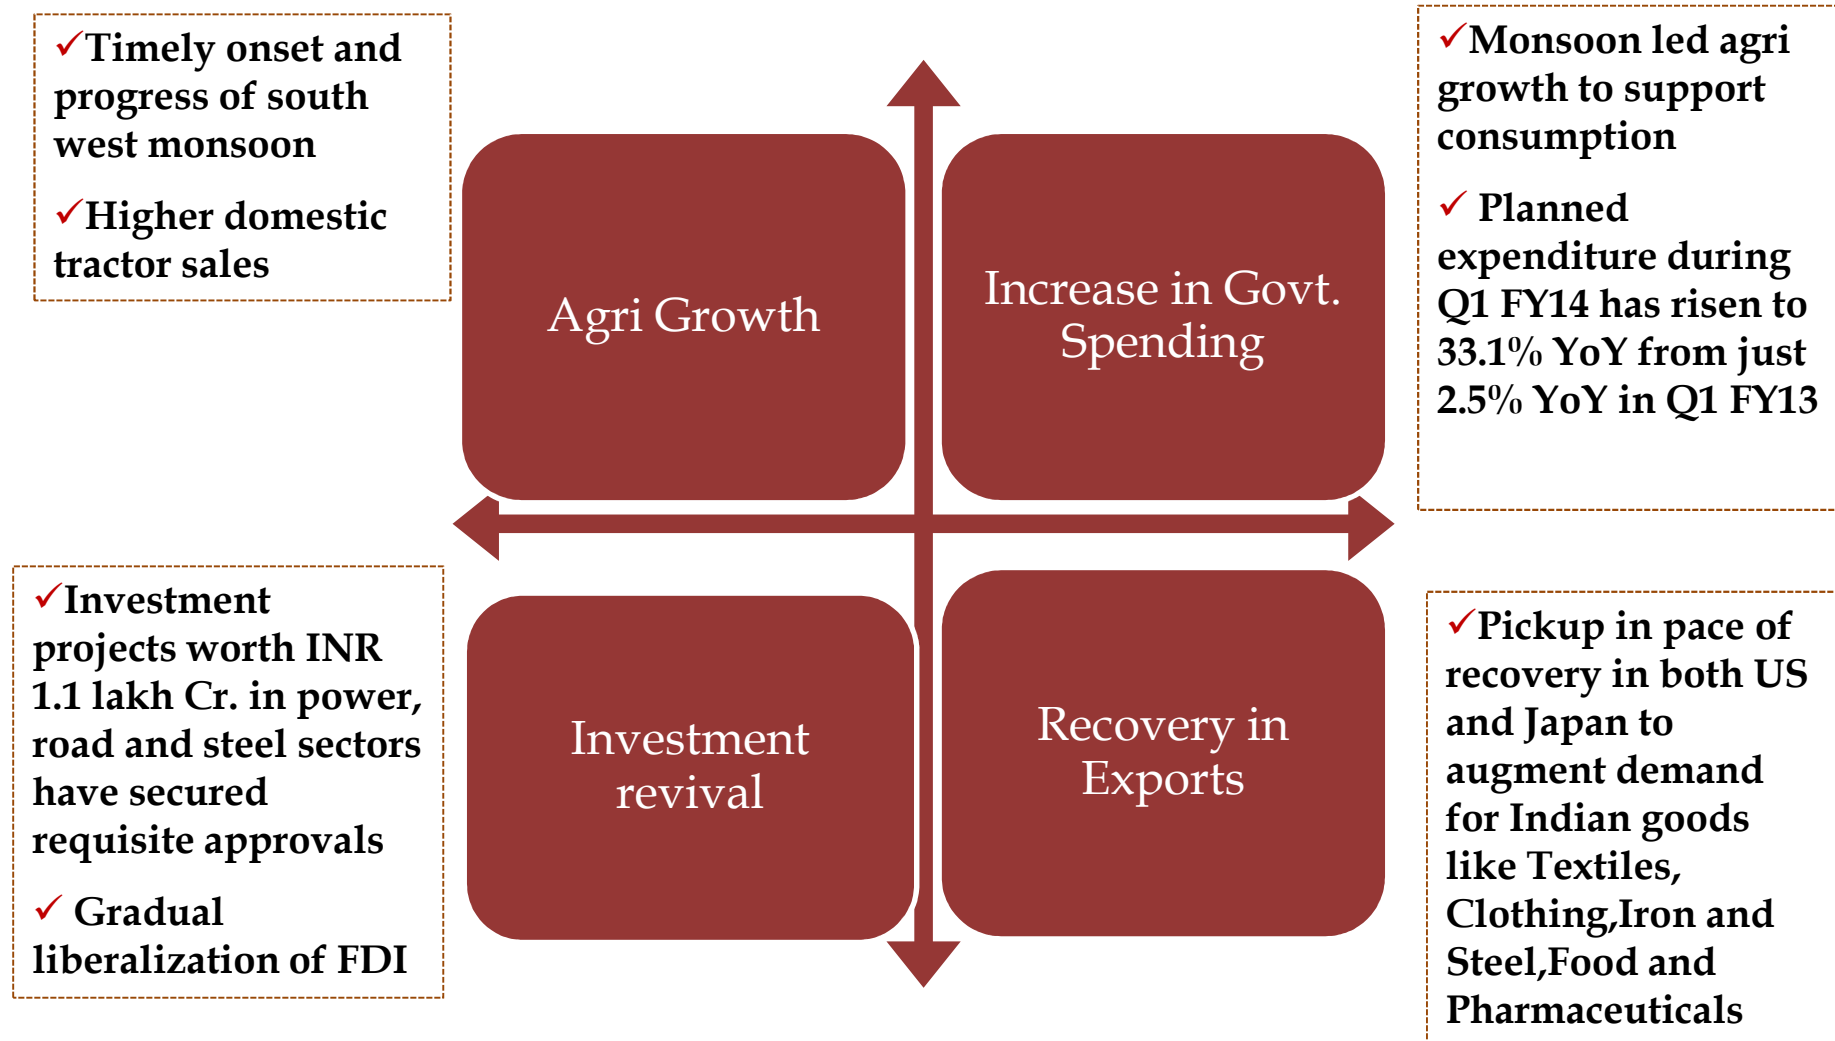 ✓Timely onset and
progress of south
west monsoon
✓Higher domestic
tractor sales
Agri Growth
Increase in Govt.
Spending
✓Monsoon led agri
growth to support
consumption
✓ Planned
expenditure during
Q1 FY14 has risen to
33.1% YoY from just
2.5% YoY in Q1 FY13
✓Investment
projects worth INR
1.1 lakh Cr. in power,
road and steel sectors
have secured
requisite approvals
✓ Gradual
liberalization of FDI
Investment
revival
Recovery in
Exports
✓Pickup in pace of
recovery in both US
and Japan to
augment demand
for Indian goods
like Textiles,
Clothing,Iron and
Steel,Food and
Pharmaceuticals